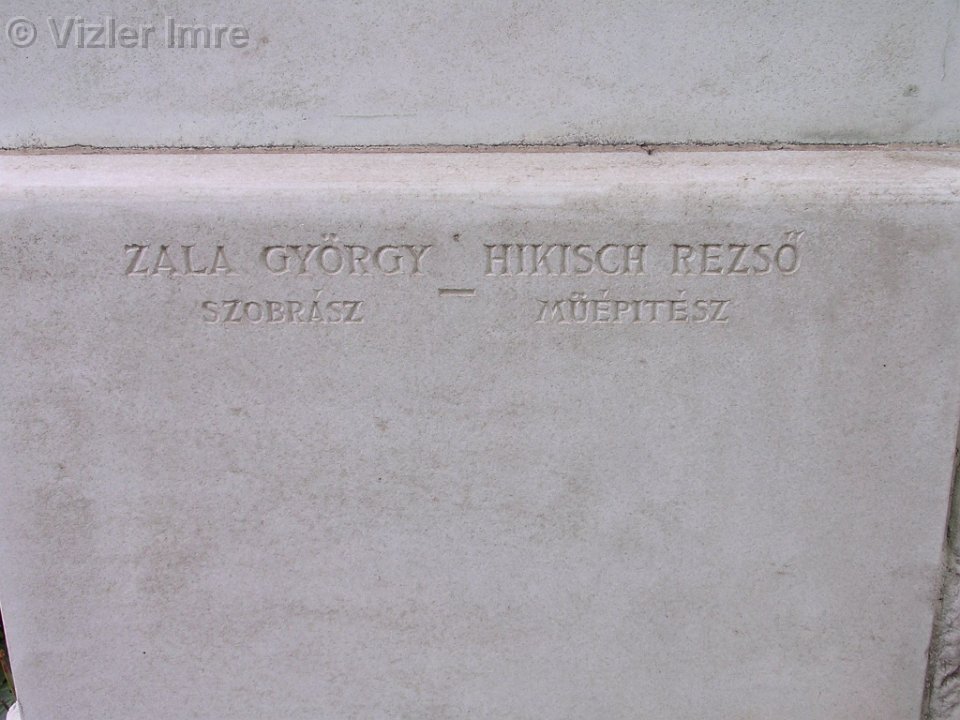 © Vizler Imre
ZALA GYÖRGY – HIKISCH REZSŐ
SZOBRÁSZ MŰÉPITÉSZ